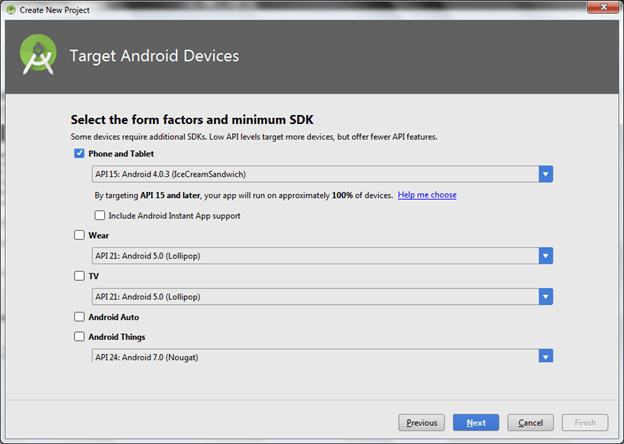 Create New Project
Target Android Devices
Select the form factors and minimum SDK
Some devices require additional SDKs. Low API levels target more devices, but offer fewer API features.
Phone and Tablet
API 15: Android 4.0.3 (IceCreamSandwich)
By targeting API 15 and later, your app will run on approximately 100% of devices. Help me choose
Include Android Instant App support
Wear
API 21: Android 5.0 (Lollipop)
TV
API 21: Android 5.0 (Lollipop)
Android Auto
Android Things
API 24: Android 7.0 (Nougat)
Previous Next Cancel Finish